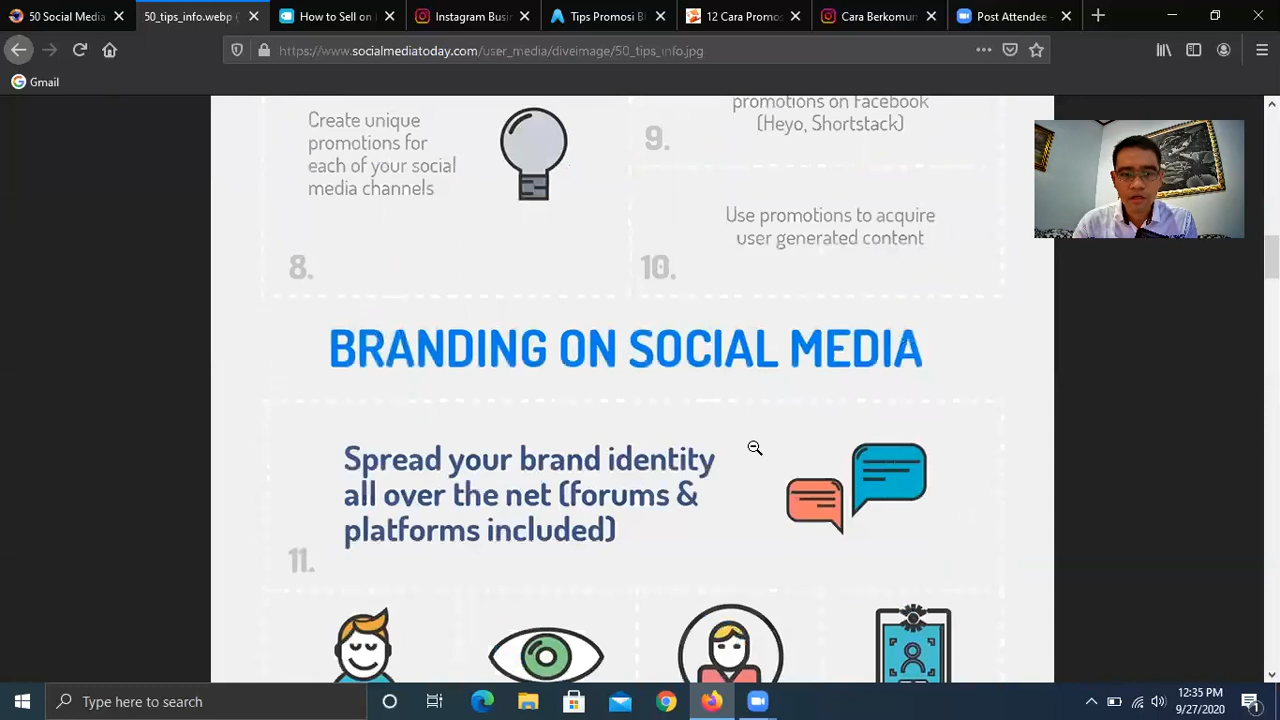 50 Social Media
50_tips_info.webp (
How to Sell on
Instagram Busin
Tips Promosi Bi
12 Cara Promos
Cara Berkomun
Post Attendee -
https://www.socialmediatoday.com/user_media/diveimage/50_tips_info.jpg
Gmail
Create unique
promotions for
each of your social
media channels
8.
promotions on Facebook
(Heyo, Shortstack)
9.
Use promotions to acquire
user generated content
10.
BRANDING ON SOCIAL MEDIA
Spread your brand identity
all over the net (forums &
platforms included)
11.
Type here to search
12:35 PM
9/27/2020
1